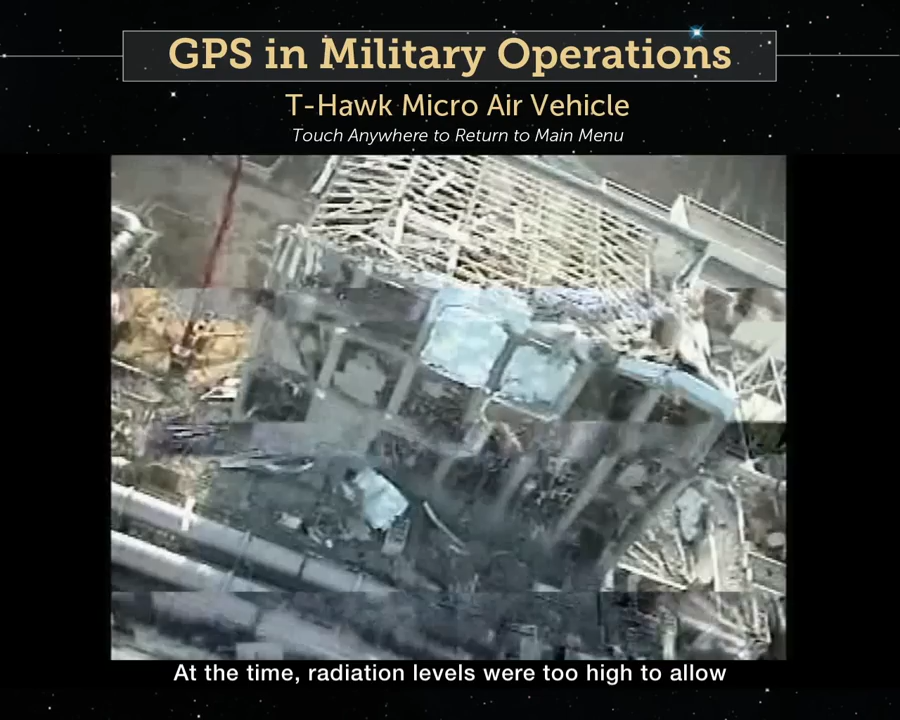 GPS in Military Operations
T-Hawk Micro Air Vehicle
Touch Anywhere to Return to Main Menu
At the time, radiation levels were too high to allow